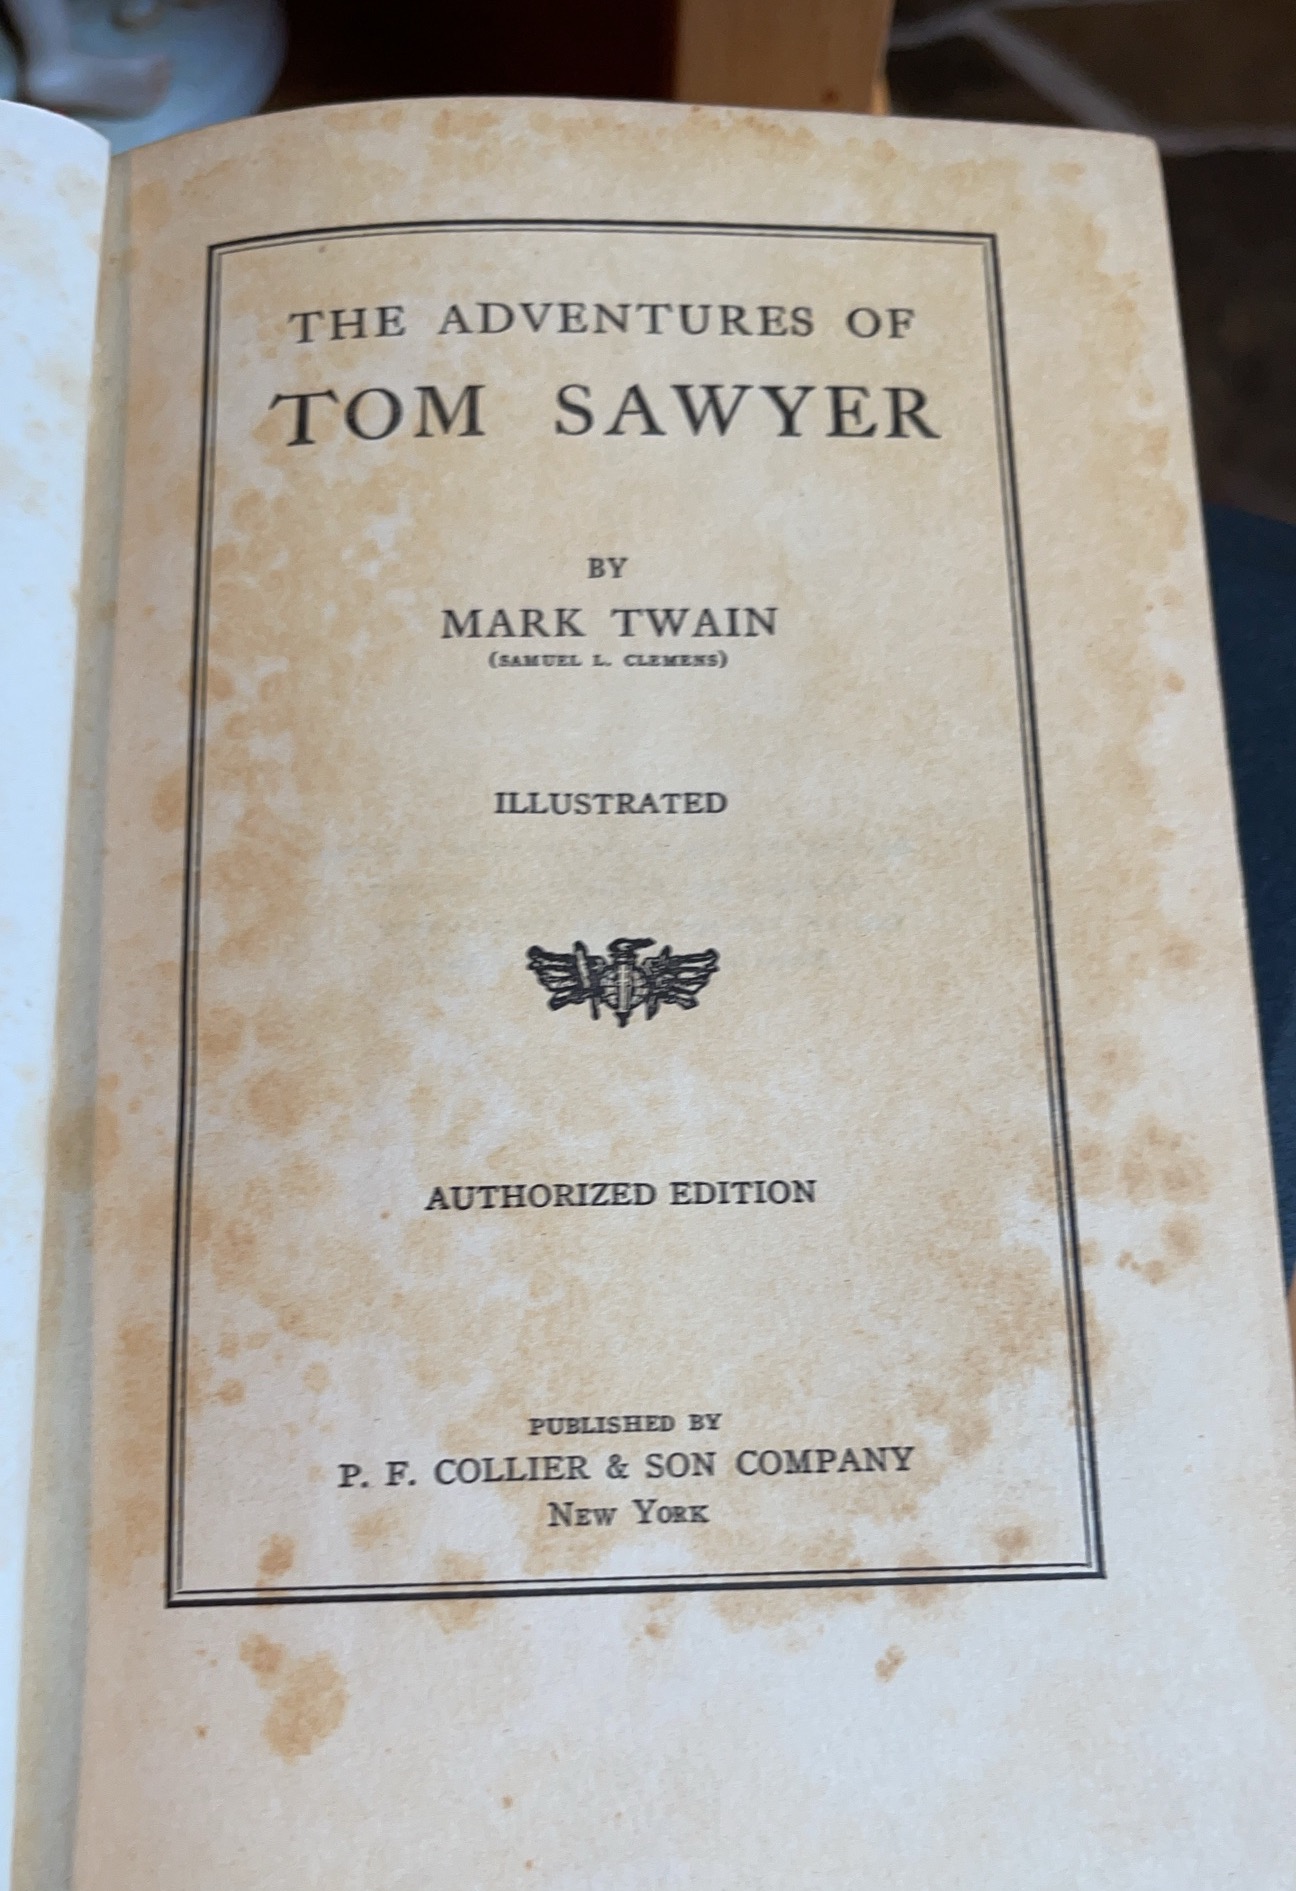 THE ADVENTURES OF
TOM SAWYER
BY
MARK TWAIN
(SAMUEL L. CLEMENS)
ILLUSTRATED
AUTHORIZED EDITION
PUBLISHED BY
P. F. COLLIER & SON COMPANY
NEW YORK